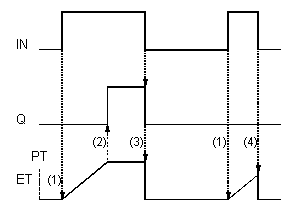 IN
Q
(2) (3) (1) (4)
PT
ET (1)